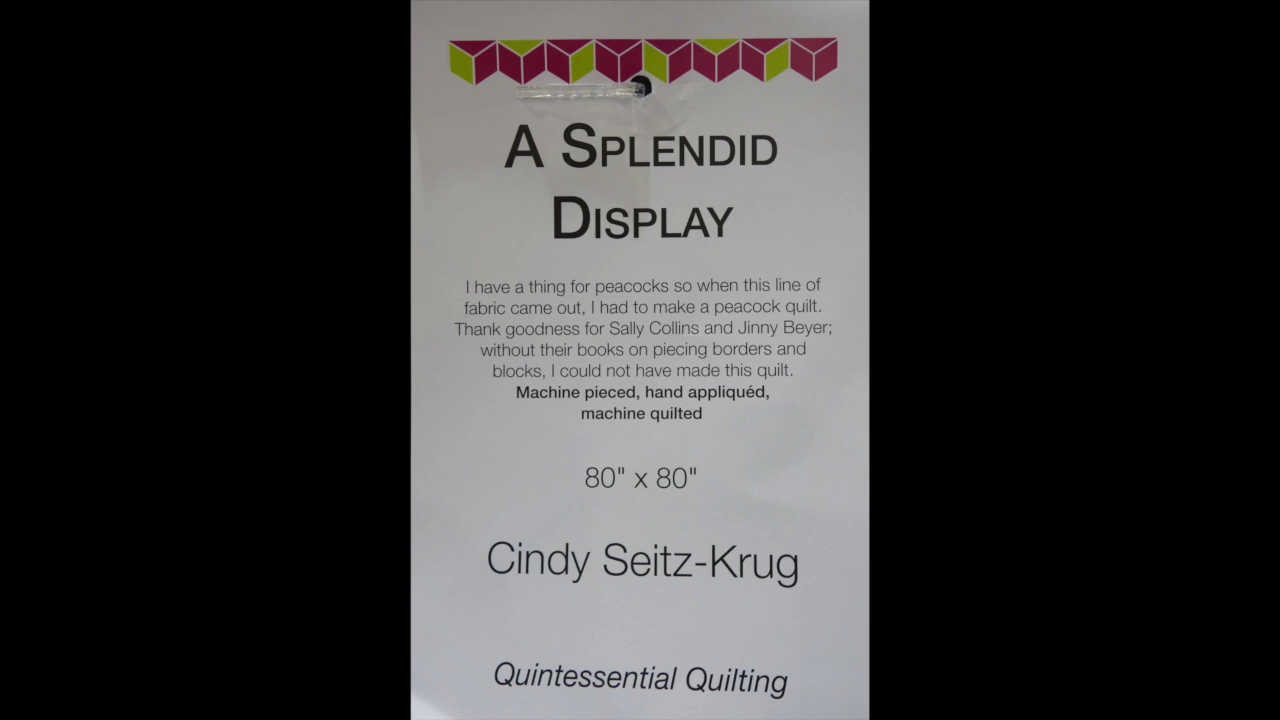 A SPLENDID
DISPLAY
I have a thing for peacocks so when this line of
fabric came out, I had to make a peacock quilt.
Thank goodness for Sally Collins and Jinny Beyer;
without their books on piecing borders and
blocks, I could not have made this quilt.
Machine pieced, hand appliquéd,
machine quilted
80" x 80"
Cindy Seitz-Krug
Quintessential Quilting